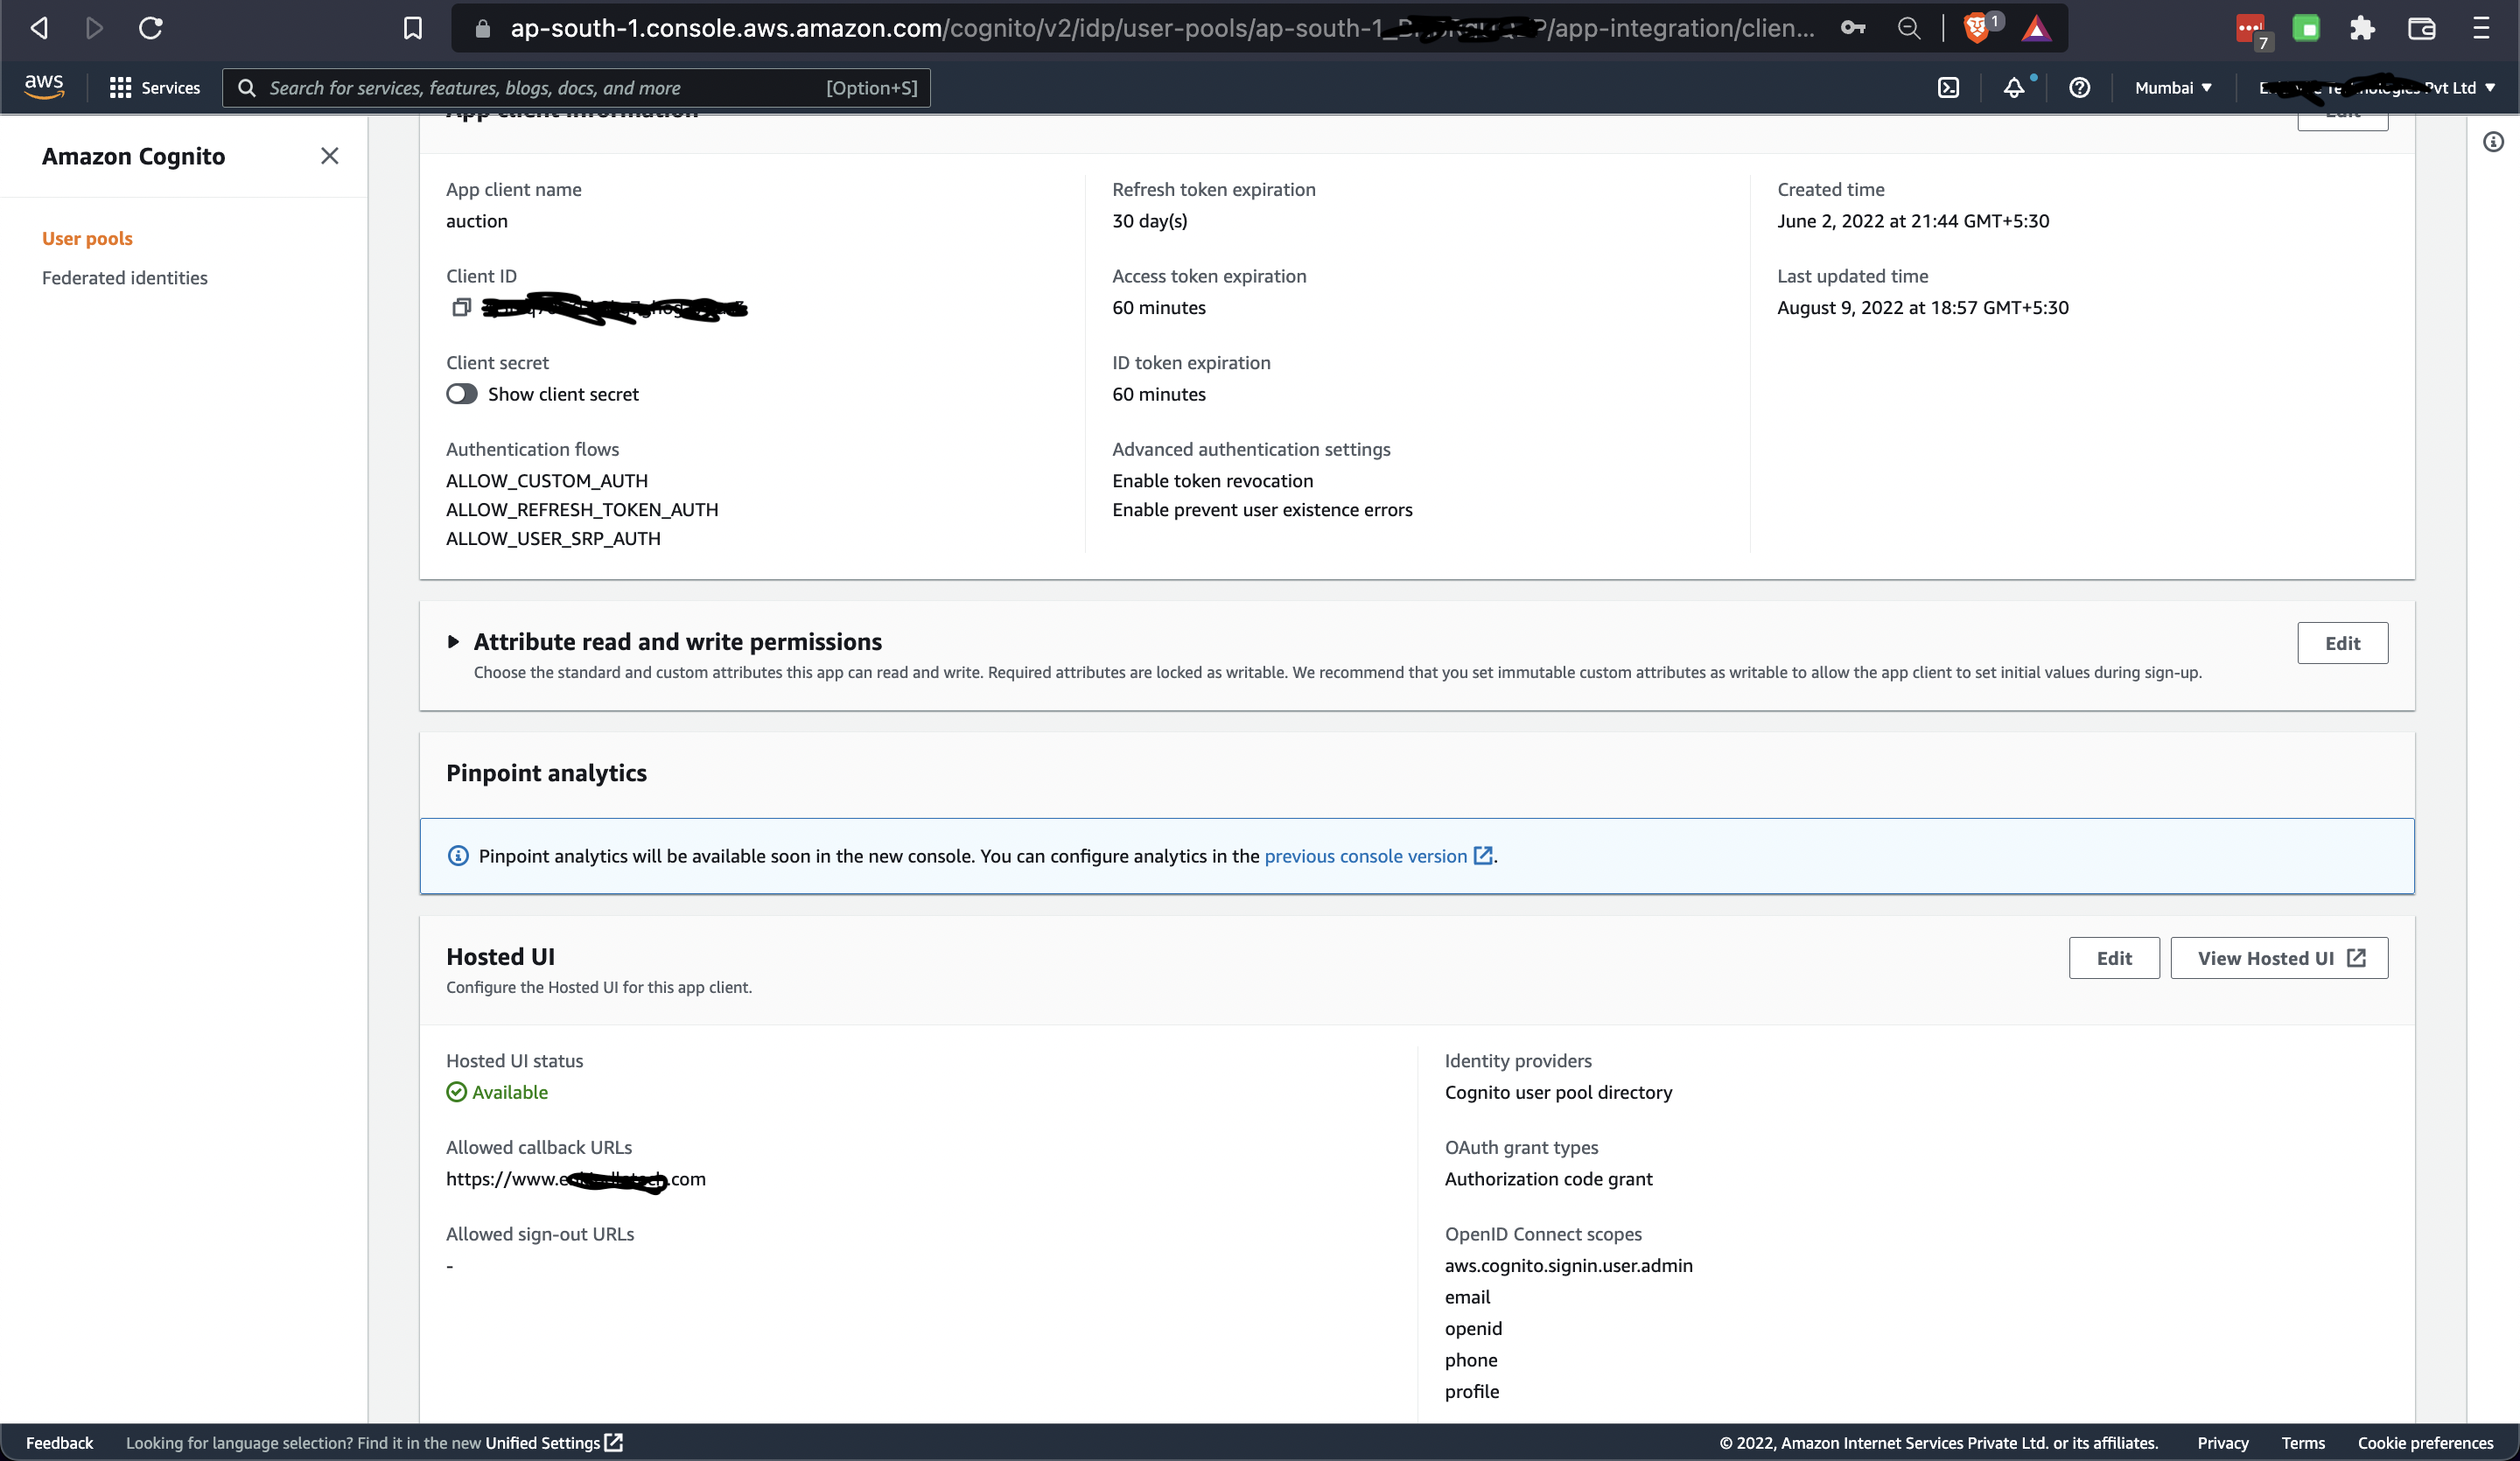 ap-south-1.console.aws.amazon.com/cognito/v2/idp/user-pools/ap-south-1_ /app-integration/clien...
1
7
aws
Services
Search for services, features, blogs, docs, and more
[Option+S]
Mumbai
Pvt Ltd
Amazon Cognito
User pools
Federated identities
App client information
Edit
App client name
auction
Client ID
Client secret
Show client secret
Authentication flows
ALLOW_CUSTOM_AUTH
ALLOW_REFRESH_TOKEN_AUTH
ALLOW_USER_SRP_AUTH
Refresh token expiration
30 day(s)
Access token expiration
60 minutes
ID token expiration
60 minutes
Advanced authentication settings
Enable token revocation
Enable prevent user existence errors
Created time
June 2, 2022 at 21:44 GMT+5:30
Last updated time
August 9, 2022 at 18:57 GMT+5:30
Attribute read and write permissions
Edit
Choose the standard and custom attributes this app can read and write. Required attributes are locked as writable. We recommend that you set immutable custom attributes as writable to allow the app client to set initial values during sign-up.
Pinpoint analytics
Pinpoint analytics will be available soon in the new console. You can configure analytics in the previous console version.
Hosted UI
Edit
View Hosted UI
Configure the Hosted UI for this app client.
Hosted UI status
Available
Allowed callback URLs
https://www. .com
Allowed sign-out URLs
-
Identity providers
Cognito user pool directory
OAuth grant types
Authorization code grant
OpenID Connect scopes
aws.cognito.signin.user.admin
email
openid
phone
profile
Feedback
Looking for language selection? Find it in the new Unified Settings
© 2022, Amazon Internet Services Private Ltd. or its affiliates.
Privacy
Terms
Cookie preferences